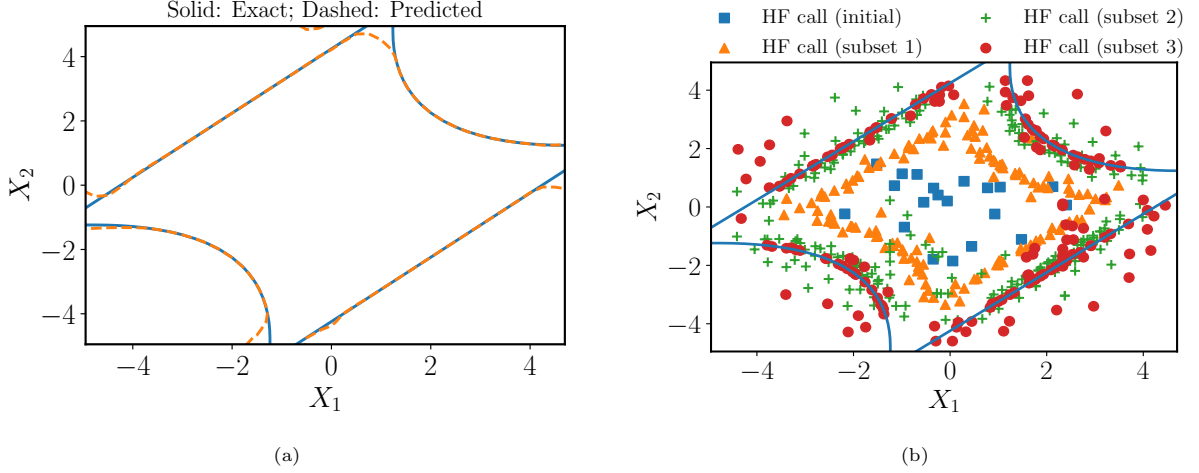 Solid: Exact; Dashed: Predicted
4
2
0
−2
−4
X2
−4
−2
0
2
4
X1
(a)
HF call (initial)
HF call (subset 1)
HF call (subset 2)
HF call (subset 3)
4
2
0
−2
−4
X2
−4
−2
0
2
4
X1
(b)